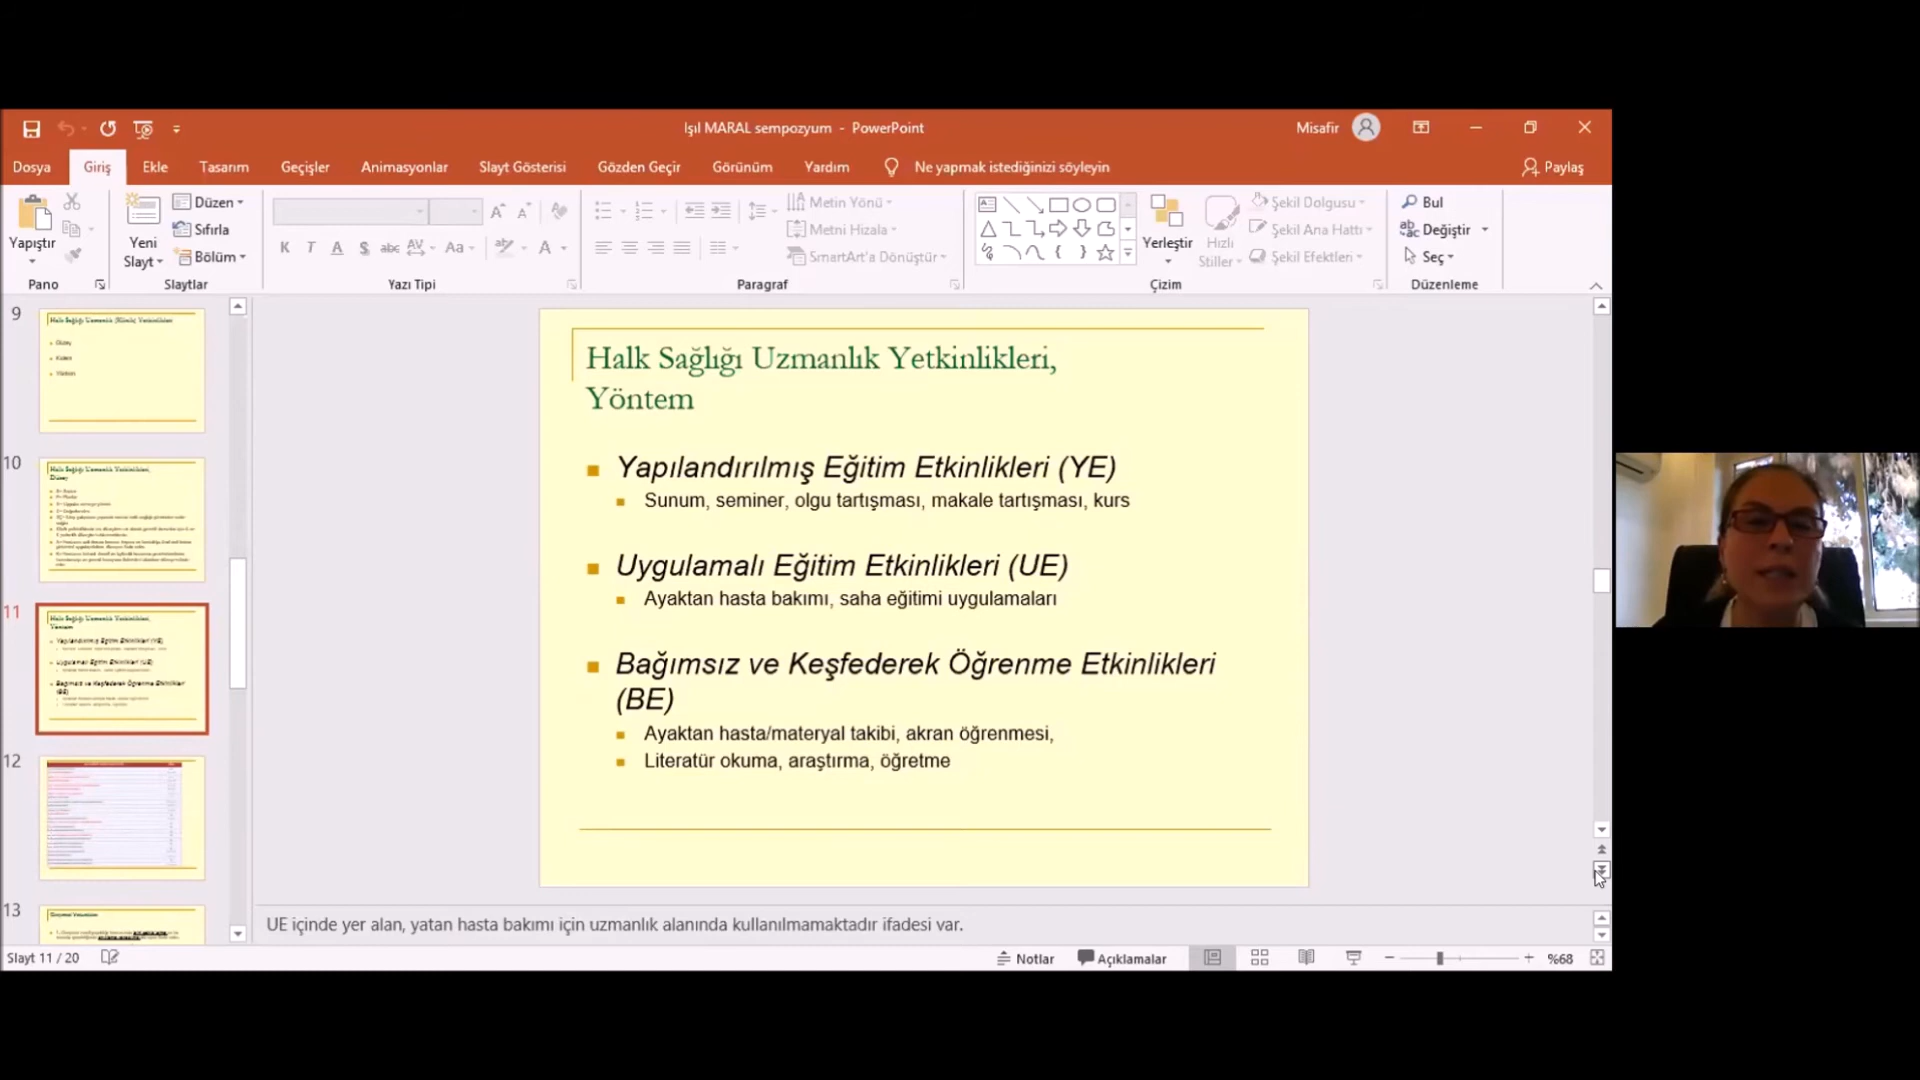 Işıl MARAL sempozyum - PowerPoint
Misafir
Dosya Giriş Ekle Tasarım Geçişler Animasyonlar Slayt Gösterisi Gözden Geçir Görünüm Yardım Ne yapmak istediğinizi söyleyin Paylaş
Yapıştır
Yeni
Slayt
Düzen
Sıfırla
Bölüm
K T A S abc AV Aa A
Metin Yönü
Metni Hizala
SmartArt'a Dönüştür
Yerleştir
Hızlı
Stiller
Şekil Dolgusu
Şekil Ana Hattı
Şekil Efektleri
Bul
Değiştir
Seç
Pano Slaytlar Yazı Tipi Paragraf Çizim Düzenleme
9
10
11
12
13
Halk Sağlığı Uzmanlık Yetkinlikleri,
Yöntem
Yapılandırılmış Eğitim Etkinlikleri (YE)
Sunum, seminer, olgu tartışması, makale tartışması, kurs
Uygulamalı Eğitim Etkinlikleri (UE)
Ayaktan hasta bakımı, saha eğitimi uygulamaları
Bağımsız ve Keşfederek Öğrenme Etkinlikleri
(BE)
Ayaktan hasta/materyal takibi, akran öğrenmesi,
Literatür okuma, araştırma, öğretme
UE içinde yer alan, yatan hasta bakımı için uzmanlık alanında kullanılmamaktadır ifadesi var.
Slayt 11 / 20
Notlar
Açıklamalar
%68